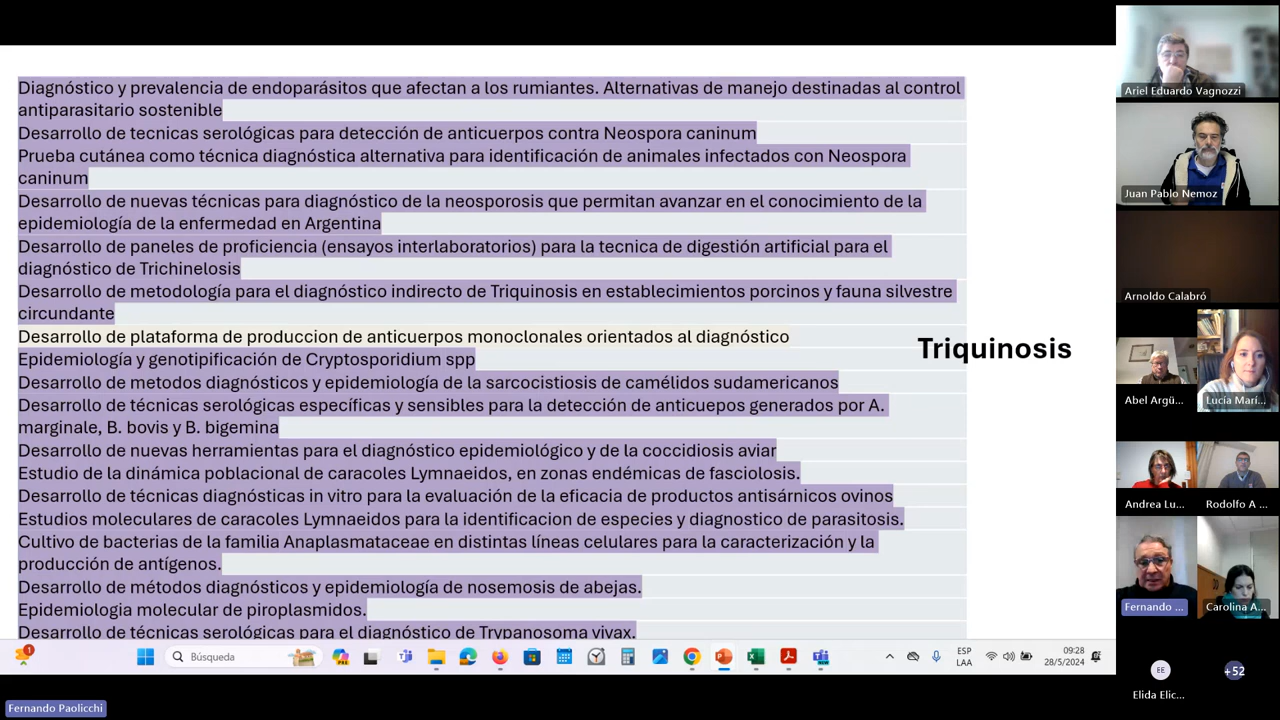 Diagnóstico y prevalencia de endoparásitos que afectan a los rumiantes. Alternativas de manejo destinadas al control
antiparasitario sostenible
Desarrollo de tecnicas serológicas para detección de anticuerpos contra Neospora caninum
Prueba cutánea como técnica diagnóstica alternativa para identificación de animales infectados con Neospora
caninum
Desarrollo de nuevas técnicas para diagnóstico de la neosporosis que permitan avanzar en el conocimiento de la
epidemiología de la enfermedad en Argentina
Desarrollo de paneles de proficiencia (ensayos interlaboratorios) para la tecnica de digestión artificial para el
diagnóstico de Trichinelosis
Desarrollo de metodología para el diagnóstico indirecto de Triquinosis en establecimientos porcinos y fauna silvestre
circundante
Desarrollo de plataforma de produccion de anticuerpos monoclonales orientados al diagnóstico
Epidemiología y genotipificación de Cryptosporidium spp
Desarrollo de metodos diagnósticos y epidemiología de la sarcocistiosis de camélidos sudamericanos
Desarrollo de técnicas serológicas específicas y sensibles para la detección de anticuepos generados por A.
marginale, B. bovis y B. bigemina
Desarrollo de nuevas herramientas para el diagnóstico epidemiológico y de la coccidiosis aviar
Estudio de la dinámica poblacional de caracoles Lymneidos, en zonas endémicas de fasciolosis.
Desarrollo de técnicas diagnósticas in vitro para la evaluación de la eficacia de productos antisárnicos ovinos
Estudios moleculares de caracoles Lymnaeidos para la identificacion de especies y diagnostico de parasitosis.
Cultivo de bacterias de la familia Anaplasmataceae en distintas líneas celulares para la caracterización y la
producción de antígenos.
Desarrollo de métodos diagnósticos y epidemiología de nosemosis de abejas.
Epidemiologia molecular de piroplasmidos.
Desarrollo de técnicas serológicas para el diagnóstico de Trypanosoma vivax.
Triquinosis
1
Búsqueda
ESP
LAA
09:28
28/5/2024
Fernando Paolicchi
Ariel Eduardo Vagnozzi
Juan Pablo Nemoz
Arnoldo Calabró
Abel Argü...
Lucía Marí...
Andrea Lu...
Rodolfo A ...
Fernando ...
Carolina A...
EE
+52
Elida Elic...